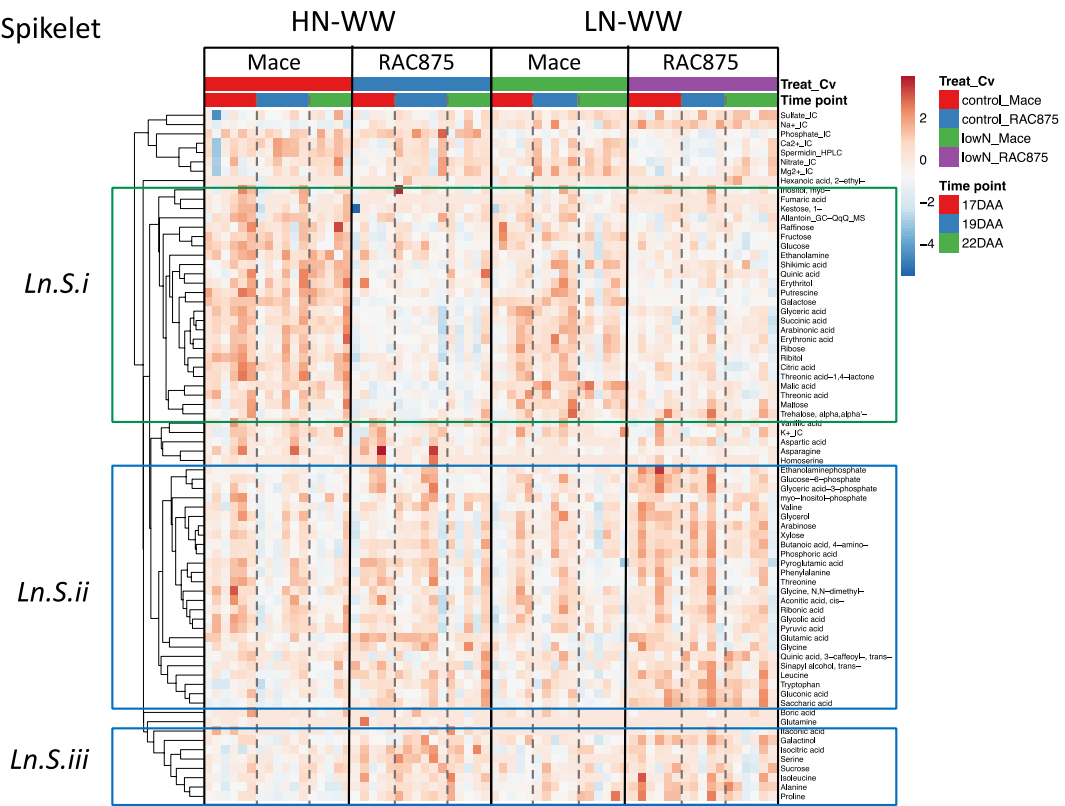 Spikelet
HN-WW
LN-WW
Mace
RAC875
Mace
RAC875
Treat_Cv
Time point
2
0
−2
−4
Treat_Cv
control_Mace
control_RAC875
lowN_Mace
lowN_RAC875
Time point
17DAA
19DAA
22DAA
Ln.S.i
Ln.S.ii
Ln.S.iii
Sulfate_IC
Na+_IC
Phosphate_IC
Ca2+_IC
Spermidin_HPLC
Nitrate_IC
Mg2+_IC
Hexanoic acid, 2−ethyl−
Inositol, myo−
Fumaric acid
Kestose, 1−
Allantoin_GC−QqQ_MS
Raffinose
Fructose
Glucose
Ethanolamine
Shikimic acid
Quinic acid
Erythritol
Putrescine
Galactose
Glyceric acid
Succinic acid
Arabinonic acid
Erythronic acid
Ribose
Ribitol
Citric acid
Threonic acid−1,4−lactone
Malic acid
Threonic acid
Maltose
Trehalose, alpha,alpha'−
Vanillic acid
K+_IC
Aspartic acid
Asparagine
Homoserine
Ethanolaminephosphate
Glucose−6−phosphate
Glyceric acid−3−phosphate
myo−Inositol−phosphate
Valine
Glycerol
Arabinose
Xylose
Butanoic acid, 4−amino−
Phosphoric acid
Pyroglutamic acid
Phenylalanine
Threonine
Glycine, N,N−dimethyl−
Aconitic acid, cis−
Ribonic acid
Glycolic acid
Pyruvic acid
Glutamic acid
Glycine
Quinic acid, 3−caffeoyl−, trans−
Sinapyl alcohol, trans−
Leucine
Tryptophan
Gluconic acid
Saccharic acid
Boric acid
Glutamine
Itaconic acid
Galactinol
Isocitric acid
Serine
Sucrose
Isoleucine
Alanine
Proline